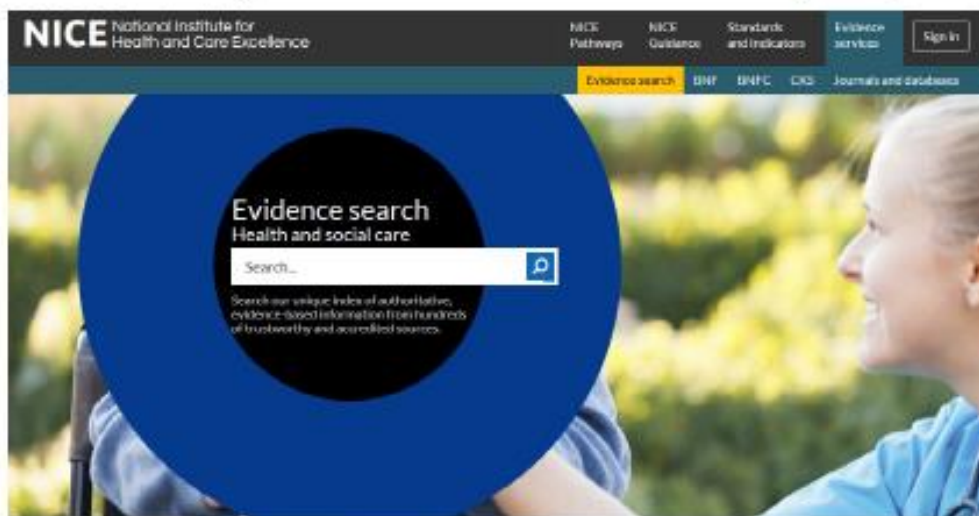 NICE National Institute for
Health and Care Excellence
NICE
Pathways
NICE
Guidance
Standards
and Indicators
Evidence
services
Sign in
Evidence search
BNF
BNFC
CKS
Journals and databases
Evidence search
Health and social care
Search...
Search our unique index of authoritative,
evidence-based information from hundreds
of trustworthy and accredited sources.